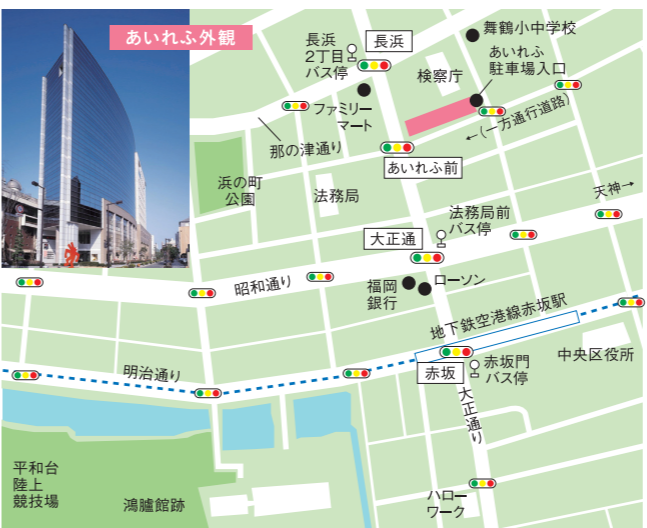 あいれふ外観
長浜
2丁目
バス停
長浜
舞鶴小中学校
あいれふ
駐車場入口
検察庁
ファミリー
マート
←(一方通行道路)
那の津通り
あいれふ前
浜の町
公園
法務局
天神→
法務局前
バス停
大正通
昭和通り
福岡
銀行
ローソン
地下鉄空港線赤坂駅
明治通り
赤坂
赤坂門
バス停
中央区役所
大正通り
平和台
陸上
競技場
鴻臚館跡
ハロー
ワーク